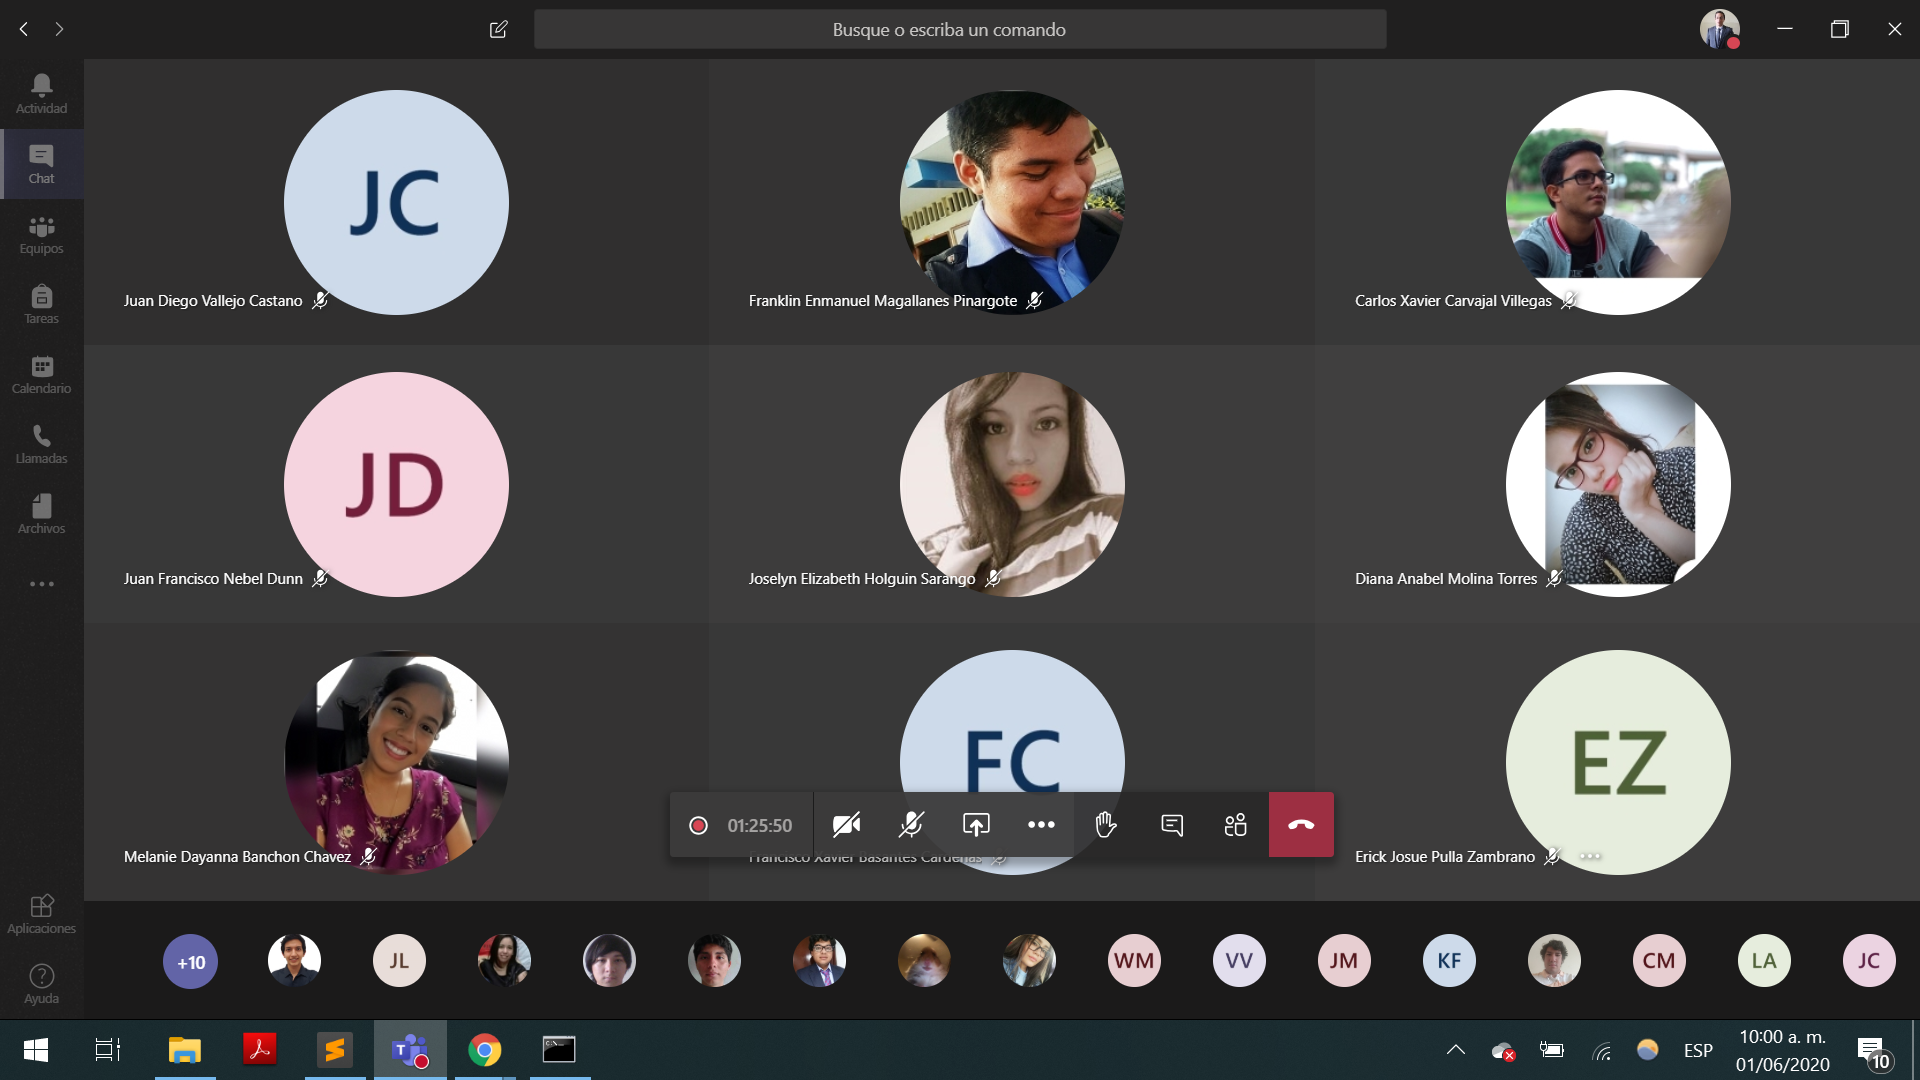 Busque o escriba un comando
Actividad
Chat
Equipos
Tareas
Calendario
Llamadas
Archivos
Aplicaciones
Ayuda
JC
Juan Diego Vallejo Castano
Franklin Enmanuel Magallanes Pinargote
Carlos Xavier Carvajal Villegas
JD
Juan Francisco Nebel Dunn
Joselyn Elizabeth Holguin Sarango
Diana Anabel Molina Torres
Melanie Dayanna Banchon Chavez
FC
Francisco Xavier Basantes Cardenas
EZ
Erick Josue Pulla Zambrano
01:25:50
+10
JL
WM
VV
JM
KF
CM
LA
JC
T
C:\_
ESP
10:00 a. m.
01/06/2020
10